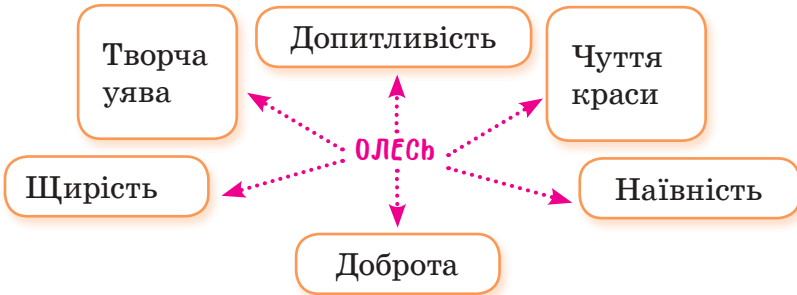 Творча
уява
Допитливість
Чуття
краси
ОЛЕСЬ
Щирість
Наївність
Доброта